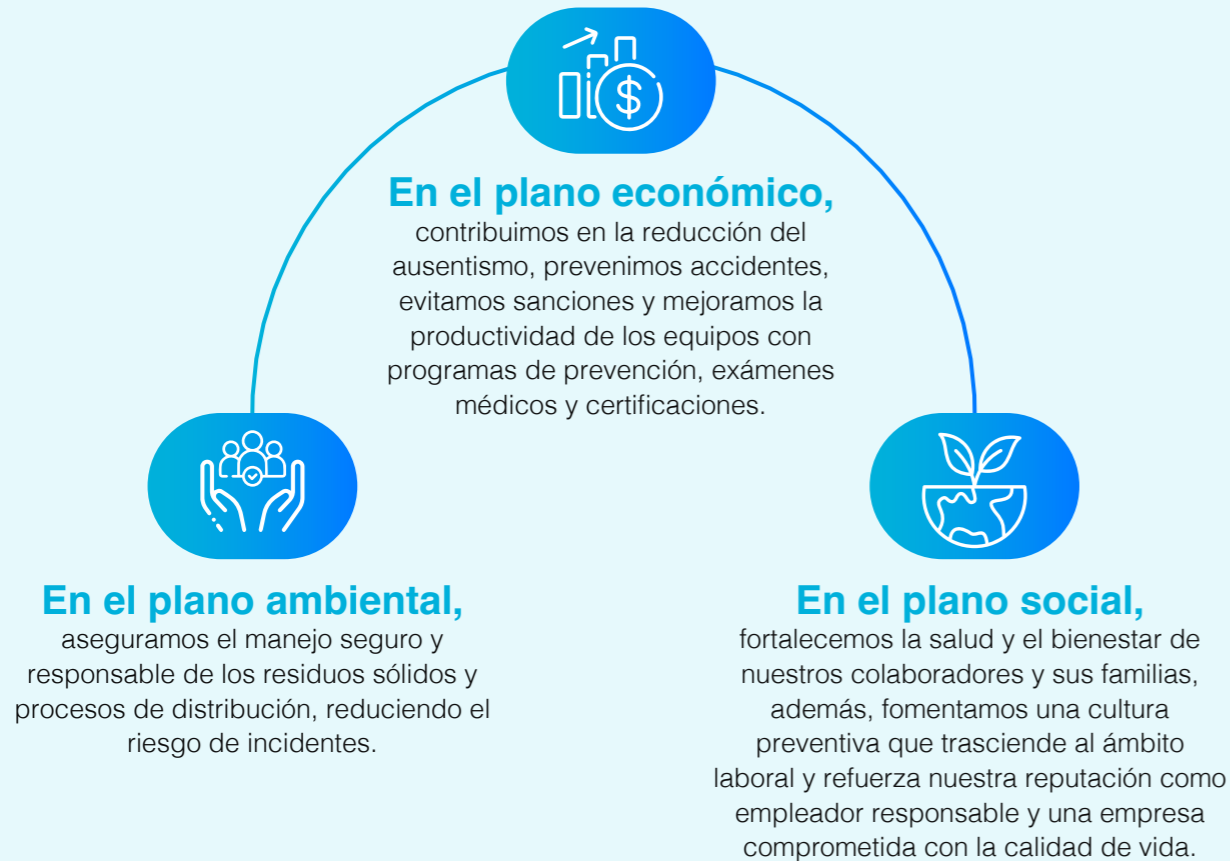 $
En el plano económico,
contribuimos en la reducción del
ausentismo, prevenimos accidentes,
evitamos sanciones y mejoramos la
productividad de los equipos con
programas de prevención, exámenes
médicos y certificaciones.
En el plano ambiental,
aseguramos el manejo seguro y
responsable de los residuos sólidos y
procesos de distribución, reduciendo el
riesgo de incidentes.
En el plano social,
fortalecemos la salud y el bienestar de
nuestros colaboradores y sus familias,
además, fomentamos una cultura
preventiva que trasciende al ámbito
laboral y refuerza nuestra reputación como
empleador responsable y una empresa
comprometida con la calidad de vida.